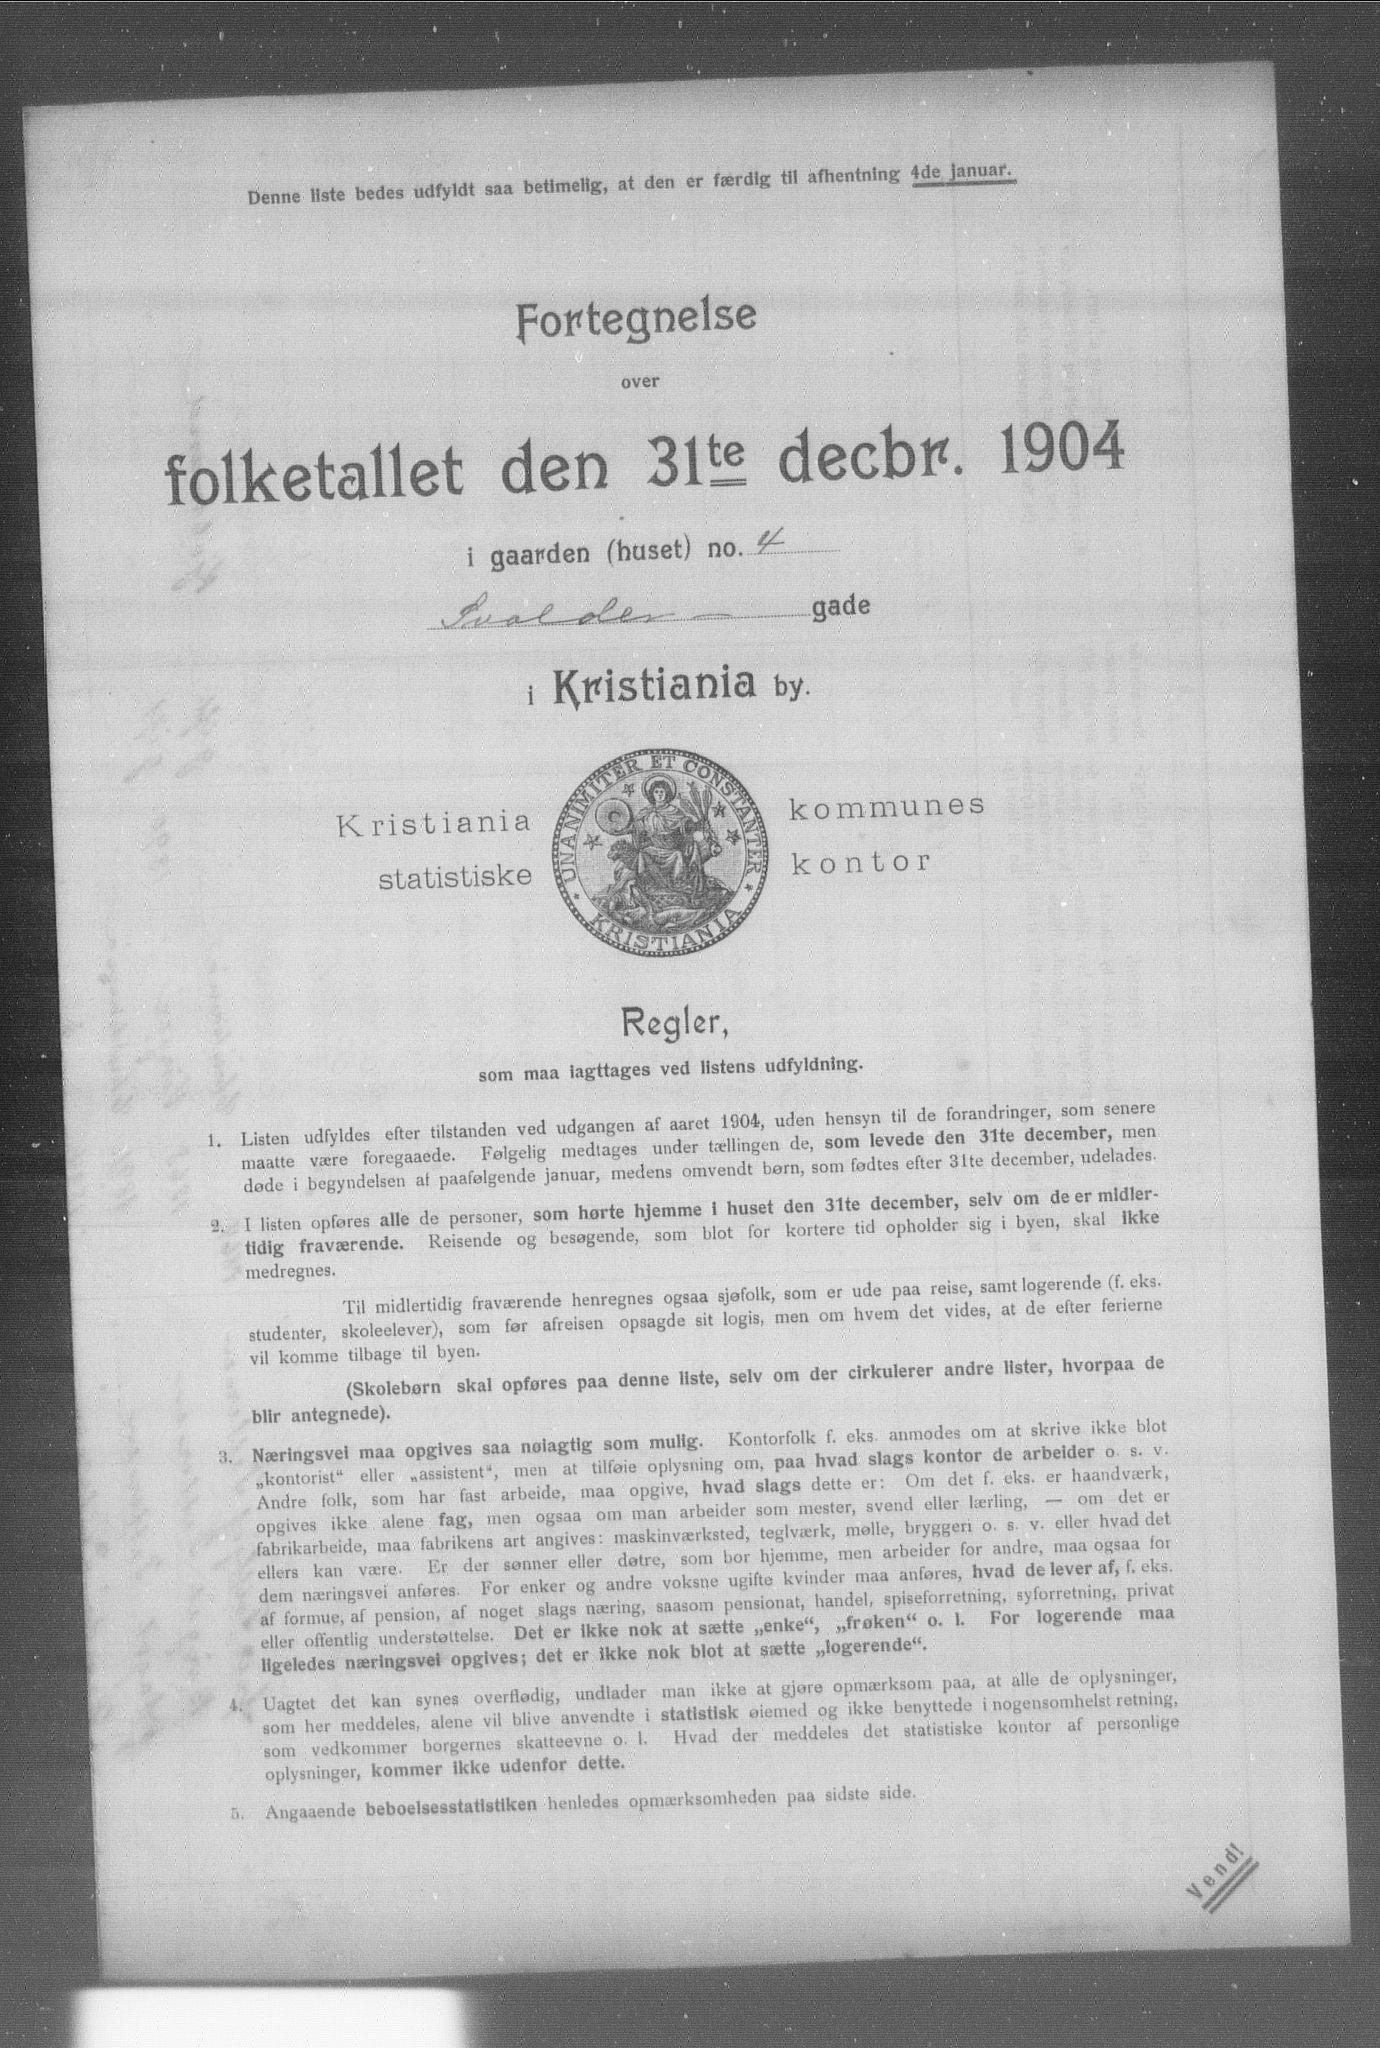 Denne liste bedes udfyldt saa betimelig, at den er færdig til afhentning 4de januar.
Fortegnelse
over
folketallet den 31te decbr. 1904
i gaarden (huset) no. 4
Svolder - gade
i Kristiania by.
Kristiania kommunes
statistiske kontor
UNANIMITER ET CONSTANTER
KRISTIANIA
Regler,
som maa iagttages ved listens udfyldning.
1. Listen udfyldes efter tilstanden ved udgangen af aaret 1904, uden hensyn til de forandringer, som senere
maatte være foregaaede. Følgelig medtages under tællingen de, som levede den 31te december, men
døde i begyndelsen af paafølgende januar, medens omvendt børn, som fødtes efter 31te december, udelades.
2. I listen opføres alle de personer, som hørte hjemme i huset den 31te december, selv om de er midler-
tidig fraværende. Reisende og besøgende, som blot for kortere tid opholder sig i byen, skal ikke
medregnes.
Til midlertidig fraværende henregnes ogsaa sjøfolk, som er ude paa reise, samt logerende (f. eks.
studenter, skoleelever), som før afreisen opsagde sit logis, men om hvem det vides, at de efter ferierne
vil komme tilbage til byen.
(Skolebørn skal opføres paa denne liste, selv om der cirkulerer andre lister, hvorpaa de
blir antegnede).
3. Næringsvei maa opgives saa nøiagtig som mulig. Kontorfolk f. eks. anmodes om at skrive ikke blot
„kontorist“ eller „assistent“, men at tilføie oplysning om, paa hvad slags kontor de arbeider o. s. v.
Andre folk, som har fast arbeide, maa opgive, hvad slags dette er: Om det f. eks. er haandværk,
opgives ikke alene fag, men ogsaa om man arbeider som mester, svend eller lærling, — om det er
fabrikarbeide, maa fabrikens art angives: maskinværksted, teglværk, mølle, bryggeri o. s. v. eller hvad det
ellers kan være. Er der sønner eller døtre, som bor hjemme, men arbeider for andre, maa ogsaa for
dem næringsvei anføres. For enker og andre voksne ugifte kvinder maa anføres, hvad de lever af, f. eks.
af formue, af pension, af noget slags næring, saasom pensionat, handel, spiseforretning, syforretning, privat
eller offentlig understøttelse. Det er ikke nok at sætte „enke“, „frøken“ o. l. For logerende maa
ligeledes næringsvei opgives; det er ikke nok blot at sætte „logerende“.
4. Uagtet det kan synes overflødig, undlader man ikke at gjøre opmærksom paa, at alle de oplysninger,
som her meddeles, alene vil blive anvendte i statistisk øiemed og ikke benyttede i nogensomhelst retning,
som vedkommer borgernes skatteevne o. l. Hvad der meddeles det statistiske kontor af personlige
oplysninger, kommer ikke udenfor dette.
5. Angaaende beboelsesstatistiken henledes opmærksomheden paa sidste side.
Vend!